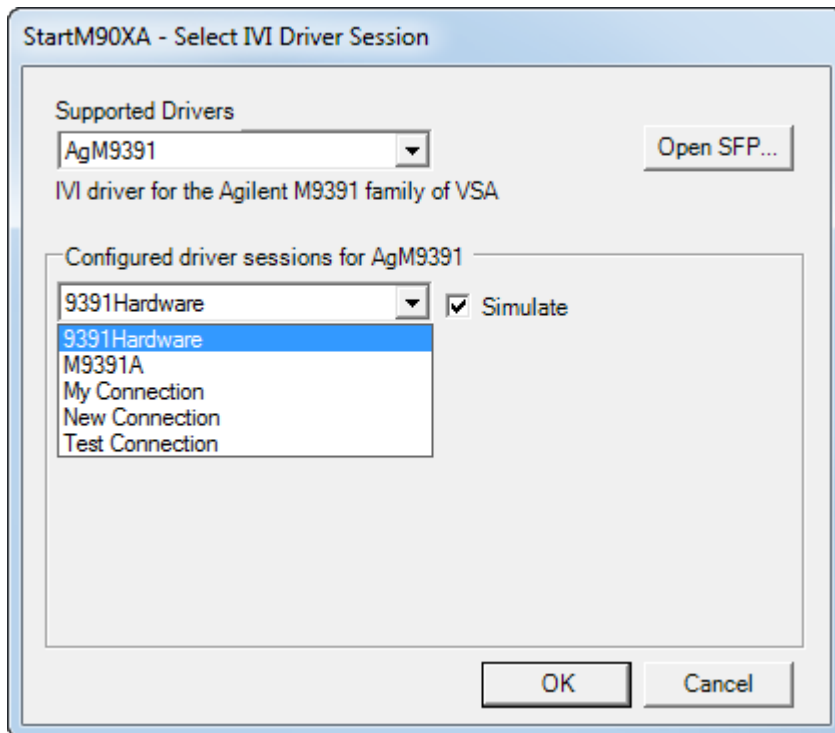 StartM90XA - Select IVI Driver Session
Supported Drivers
AgM9391
Open SFP...
IVI driver for the Agilent M9391 family of VSA
Configured driver sessions for AgM9391
9391Hardware
Simulate
9391Hardware
M9391A
My Connection
New Connection
Test Connection
OK
Cancel